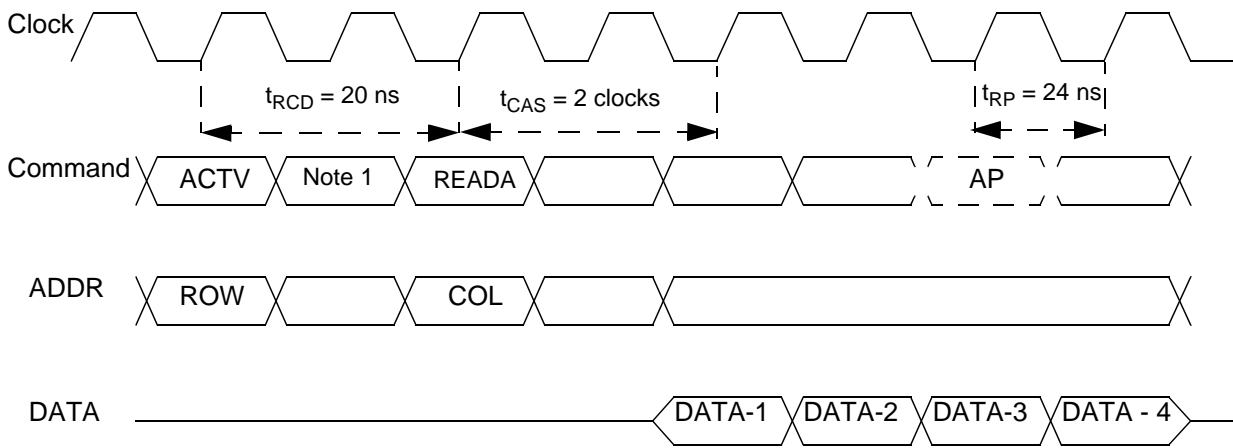 Clock
tRCD = 20 ns
tCAS = 2 clocks
tRP = 24 ns
Command
ACTV
Note 1
READA
AP
ADDR
ROW
COL
DATA
DATA-1
DATA-2
DATA-3
DATA - 4